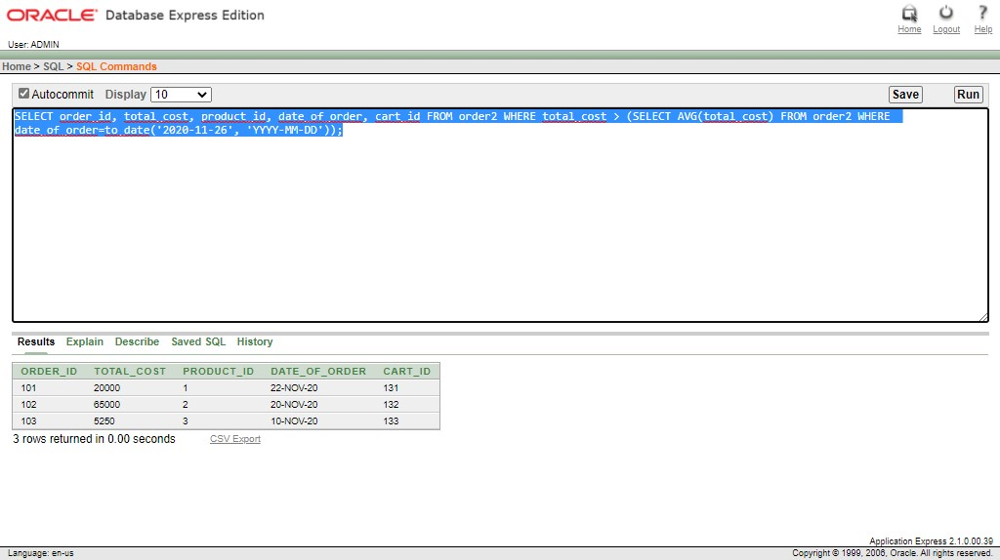 ORACLE® Database Express Edition
Home Logout Help
User: ADMIN
Home > SQL > SQL Commands
Autocommit Display 10 Save Run
SELECT order_id, total_cost, product_id, date_of_order, cart_id FROM order2 WHERE total_cost > (SELECT AVG(total_cost) FROM order2 WHERE
date_of_order=to_date('2020-11-26', 'YYYY-MM-DD'));
Results Explain Describe Saved SQL History
ORDER_ID TOTAL_COST PRODUCT_ID DATE_OF_ORDER CART_ID
101 20000 1 22-NOV-20 131
102 65000 2 20-NOV-20 132
103 5250 3 10-NOV-20 133
3 rows returned in 0.00 seconds CSV Export
Application Express 2.1.0.00.39
Language: en-us Copyright © 1999, 2006, Oracle. All rights reserved.